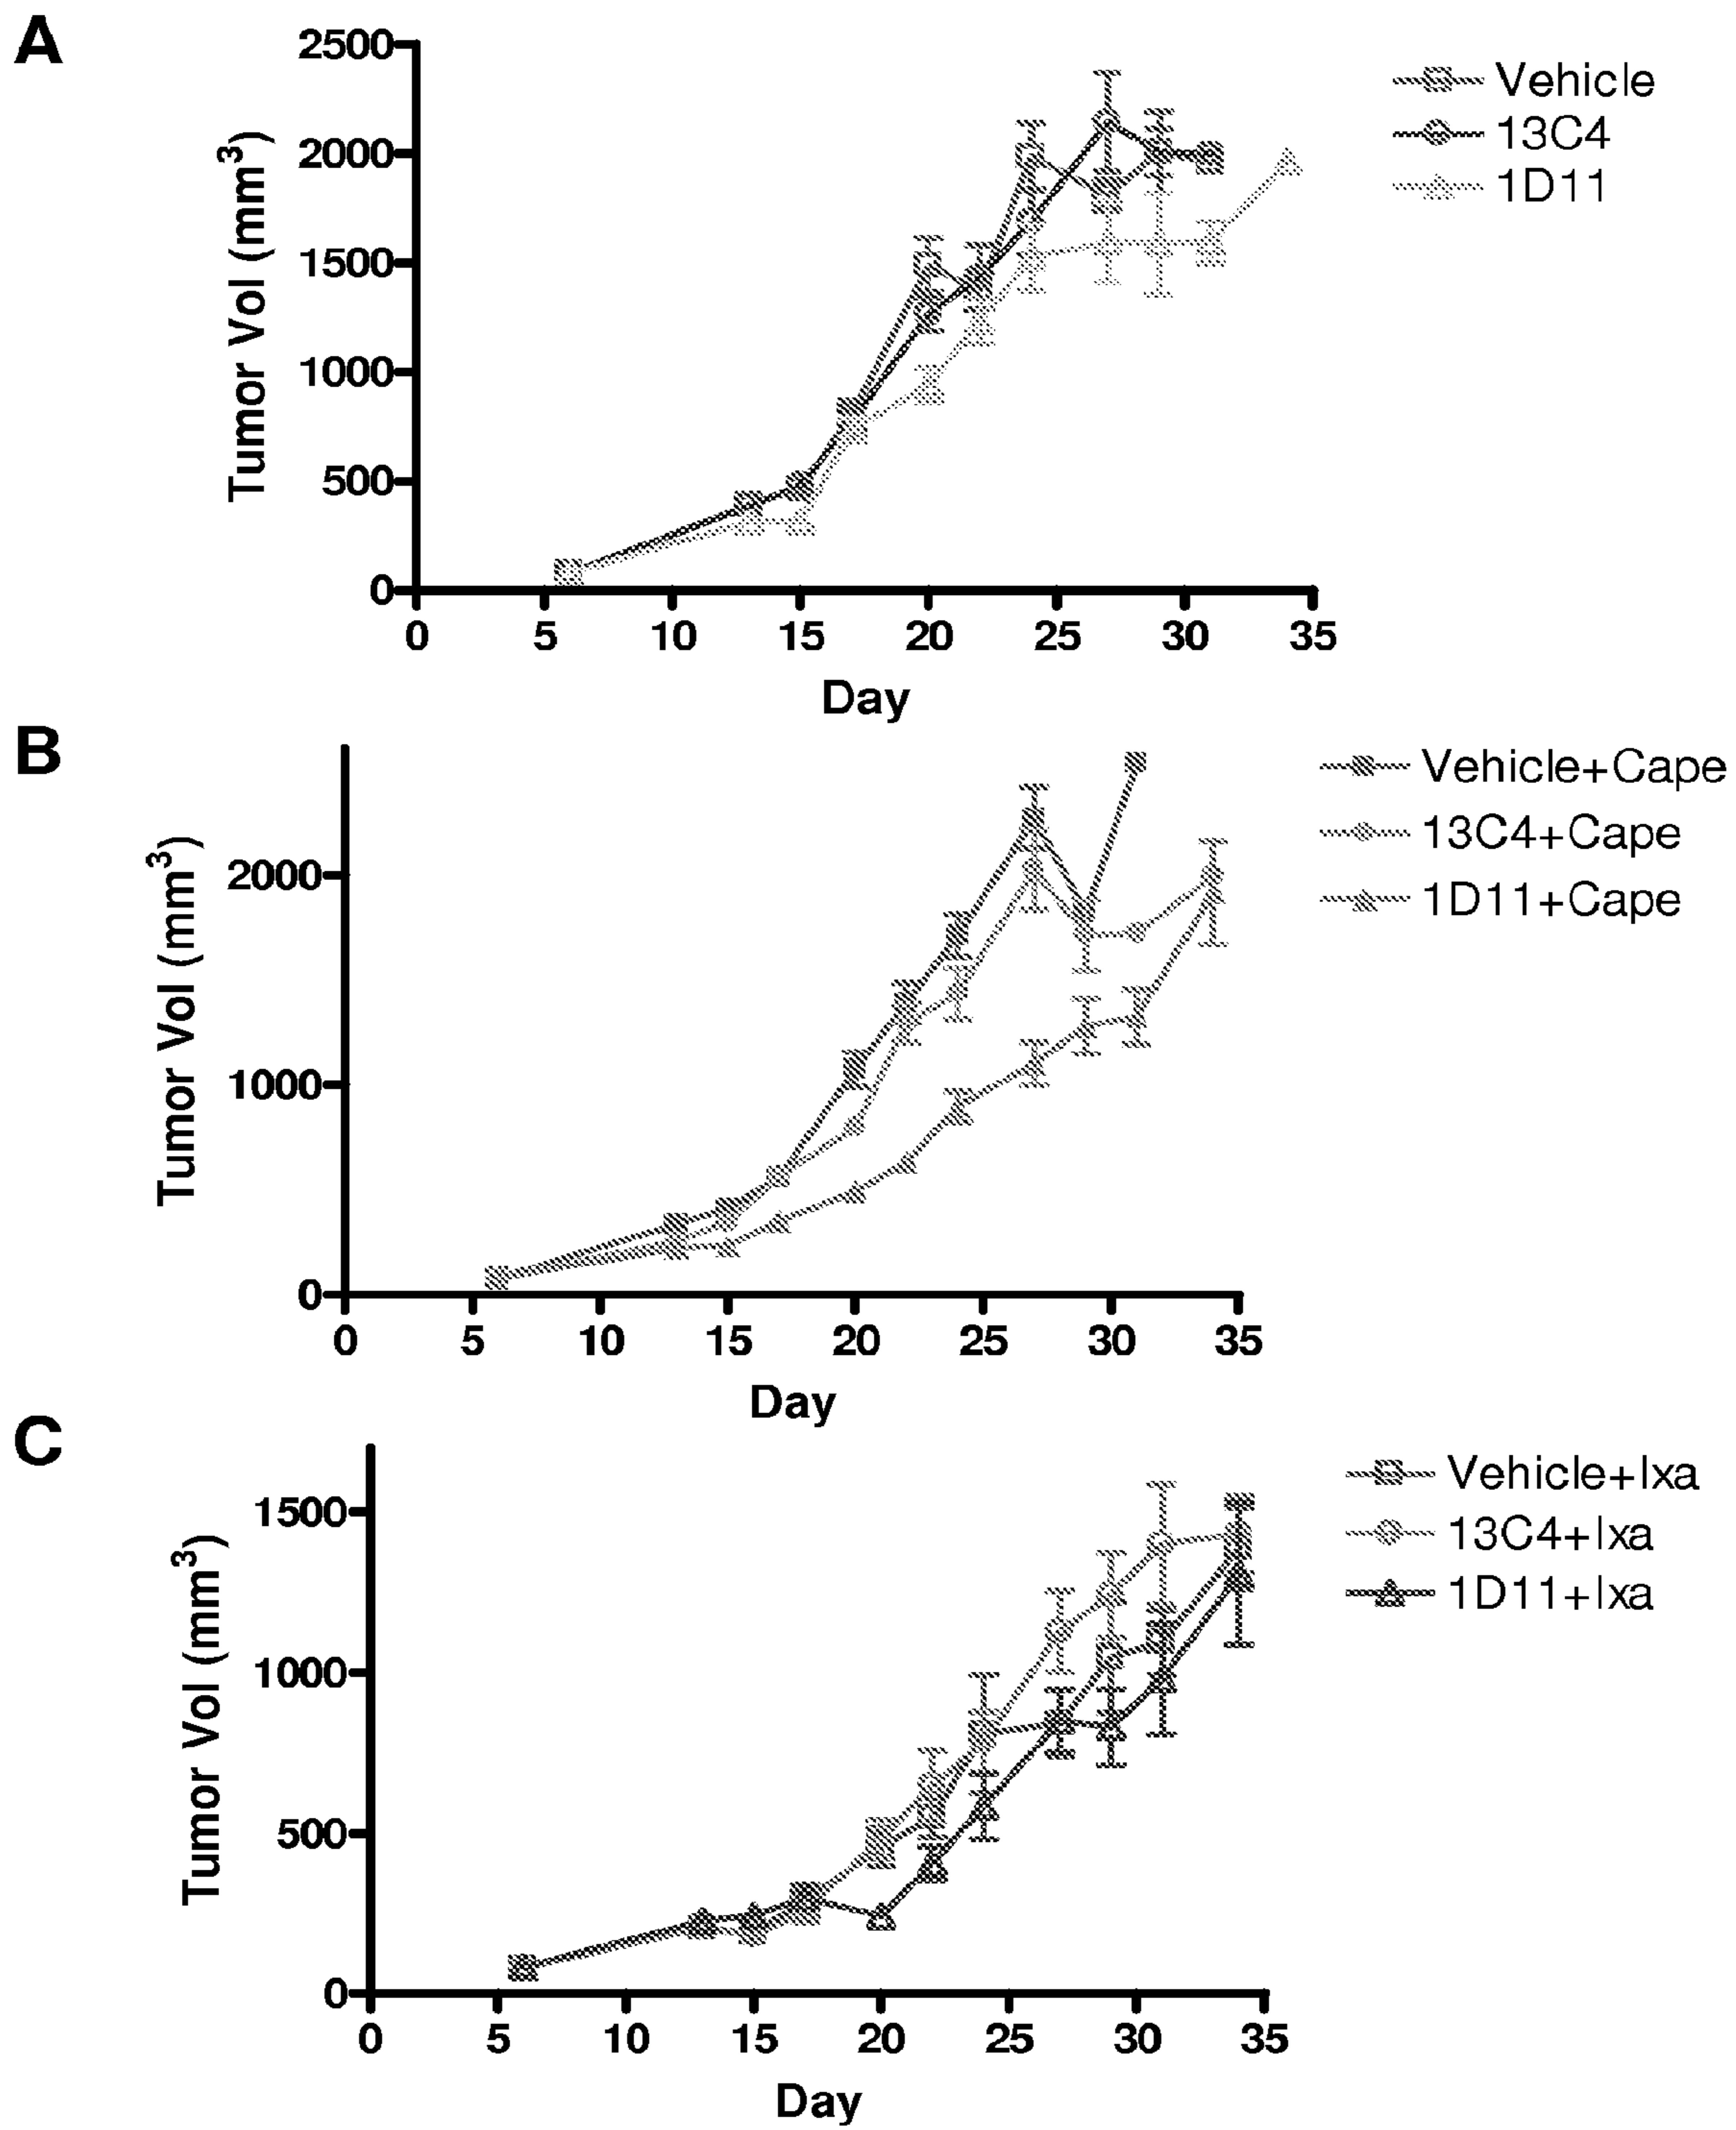 A
Tumor Vol (mm3)
2500
2000
1500
1000
500
0
0 5 10 15 20 25 30 35
Day
Vehicle
13C4
1D11
B
Tumor Vol (mm3)
2000
1000
0
0 5 10 15 20 25 30 35
Day
Vehicle+Cape
13C4+Cape
1D11+Cape
C
Tumor Vol (mm3)
1500
1000
500
0
0 5 10 15 20 25 30 35
Day
Vehicle+Ixa
13C4+Ixa
1D11+Ixa